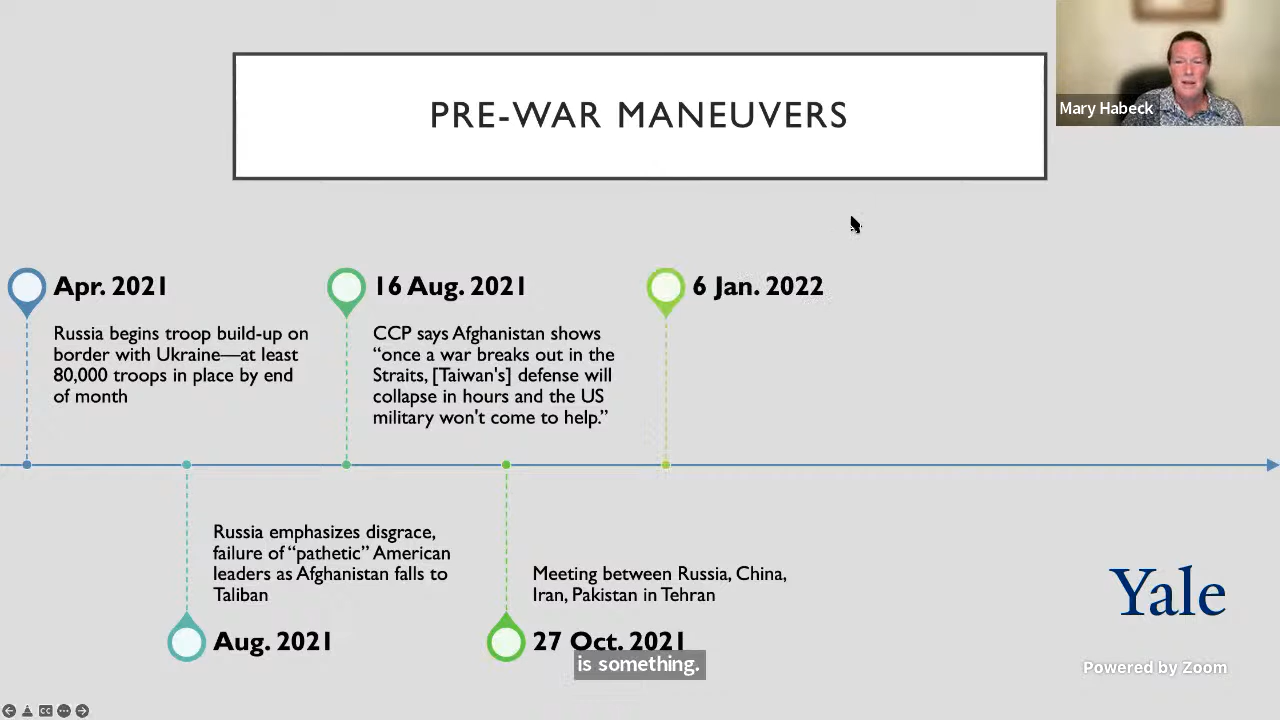 PRE-WAR MANEUVERS
Mary Habeck
Apr. 2021
Russia begins troop build-up on
border with Ukraine—at least
80,000 troops in place by end
of month
16 Aug. 2021
CCP says Afghanistan shows
“once a war breaks out in the
Straits, [Taiwan's] defense will
collapse in hours and the US
military won't come to help.”
6 Jan. 2022
Russia emphasizes disgrace,
failure of “pathetic” American
leaders as Afghanistan falls to
Taliban
Aug. 2021
Meeting between Russia, China,
Iran, Pakistan in Tehran
27 Oct. 2021
is something.
Yale
Powered by Zoom
CC